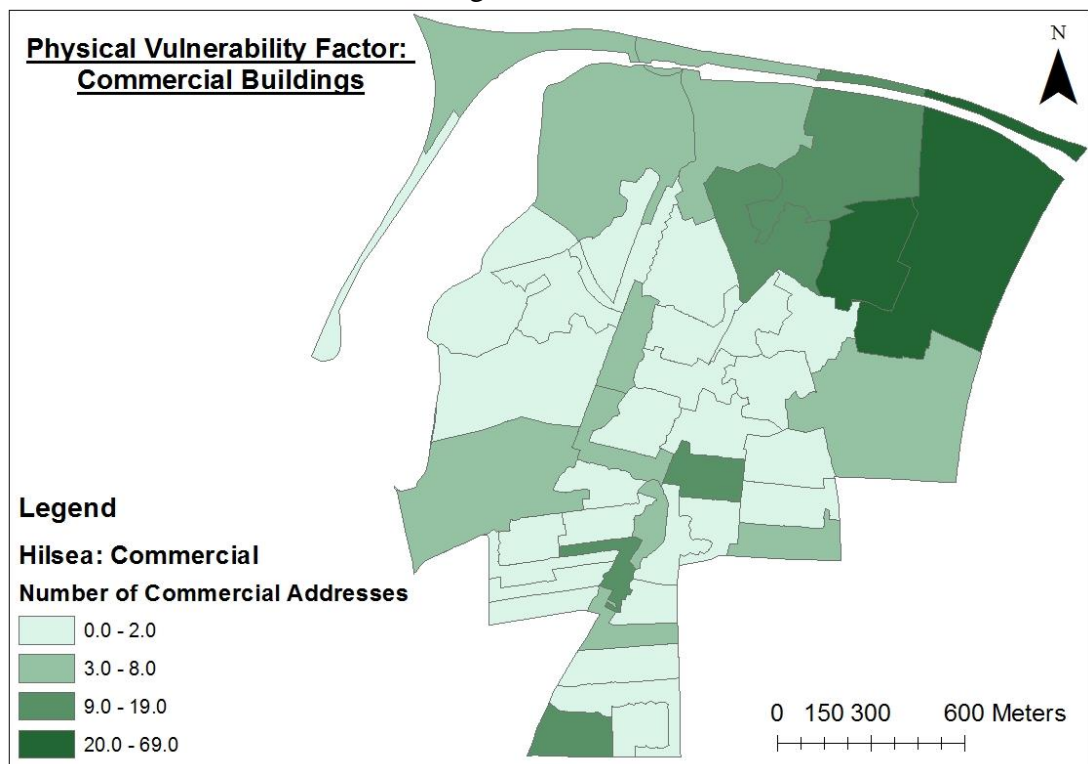 Physical Vulnerability Factor:
Commercial Buildings
N
Legend
Hilsea: Commercial
Number of Commercial Addresses
0.0 - 2.0
3.0 - 8.0
9.0 - 19.0
20.0 - 69.0
0 150 300 600 Meters